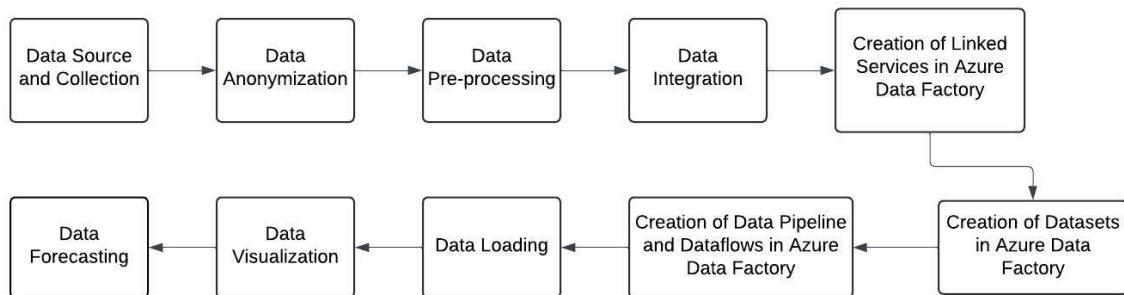 Data Source
and Collection
Data
Anonymization
Data
Pre-processing
Data
Integration
Creation of Linked
Services in Azure
Data Factory
Creation of Datasets
in Azure Data
Factory
Creation of Data Pipeline
and Dataflows in Azure
Data Factory
Data Loading
Data
Visualization
Data
Forecasting